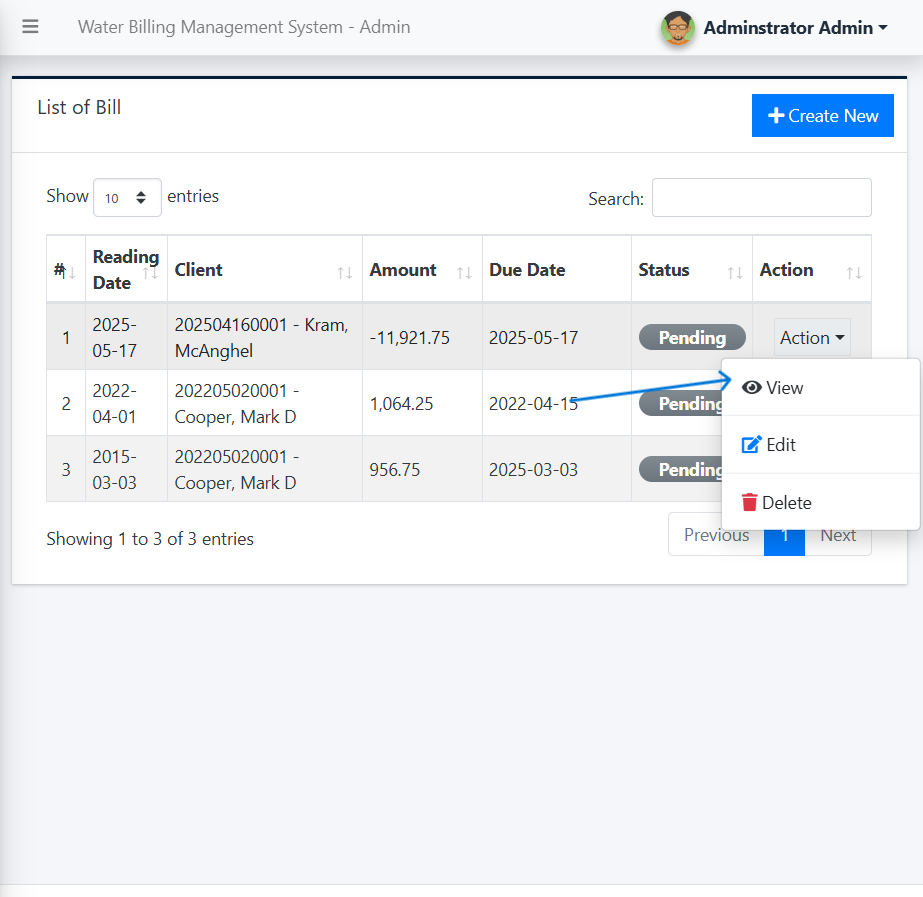 Water Billing Management System - Admin
Adminstrator Admin
List of Bill
Create New
Show 10 entries
Search:
# Reading Date Client Amount Due Date Status Action
1 2025-05-17 202504160001 - Kram, McAnghel -11,921.75 2025-05-17 Pending Action
2 2022-04-01 202205020001 - Cooper, Mark D 1,064.25 2022-04-15 Pending
3 2015-03-03 202205020001 - Cooper, Mark D 956.75 2025-03-03 Pending
View
Edit
Delete
Showing 1 to 3 of 3 entries
Previous 1 Next